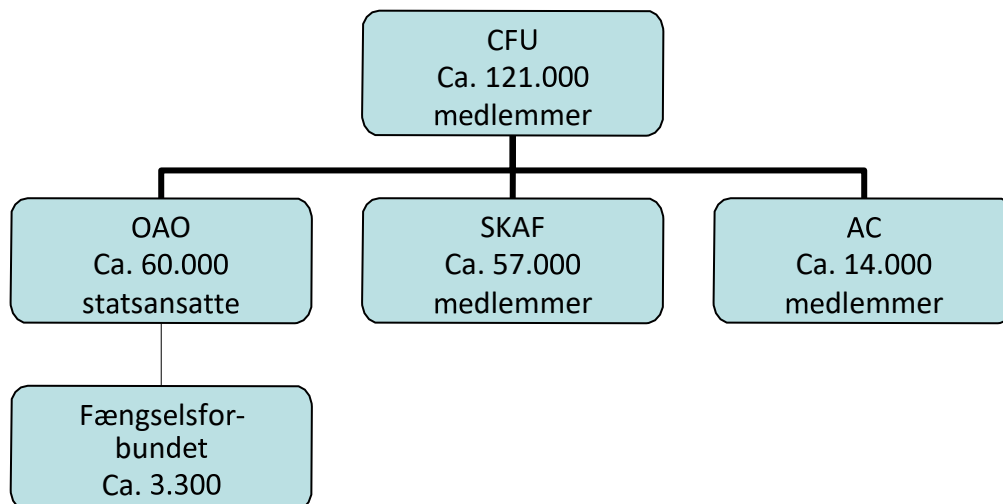 CFU
Ca. 121.000
medlemmer
OAO
Ca. 60.000
statsansatte
SKAF
Ca. 57.000
medlemmer
AC
Ca. 14.000
medlemmer
Fængselsfor-
bundet
Ca. 3.300